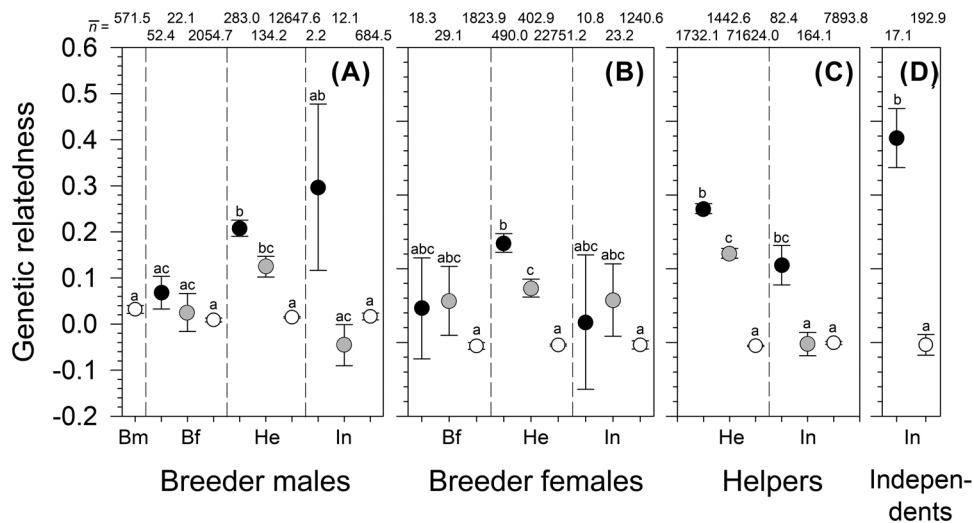 n̄ = 571.5 22.1 283.0 12647.6 12.1 18.3 1823.9 402.9 10.8 1240.6 1442.6 82.4 7893.8 192.9
52.4 2054.7 134.2 2.2 684.5 29.1 490.0 22751.2 23.2 1732.1 71624.0 164.1 17.1
0.6 (A) (B) (C) (D)
0.5 ab b
0.4
0.3 b b
0.2 bc abc abc b abc abc c bc
0.1 ac ac c
0.0 a a a a ac a a a a a a a
-0.1
-0.2
Genetic relatedness
Bm Bf He In Bf He In He In In
Breeder males Breeder females Helpers Indepen-
dents